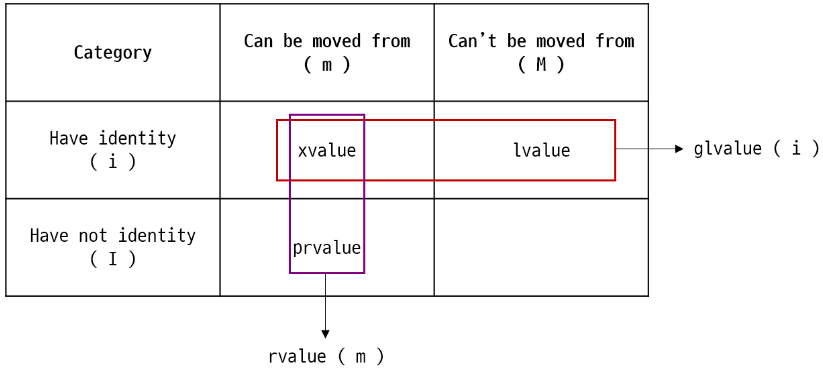 Category
Can be moved from
( m )
Can't be moved from
( M )
Have identity
( i )
xvalue
lvalue
glvalue ( i )
Have not identity
( I )
prvalue
rvalue ( m )